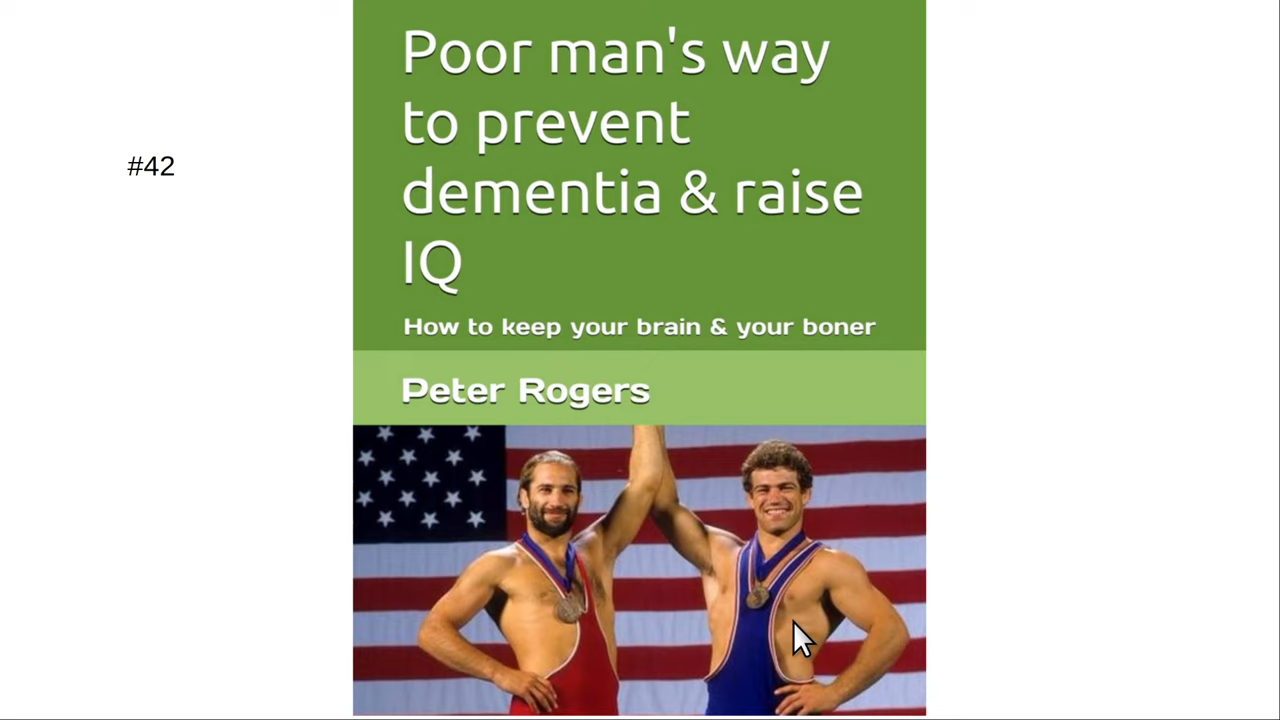 Poor man's way
to prevent
dementia & raise
IQ
#42
How to keep your brain & your boner
Peter Rogers